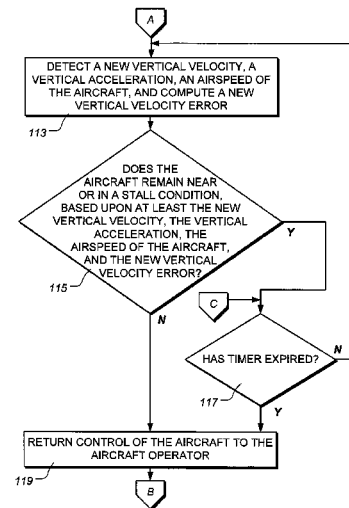 A
DETECT A NEW VERTICAL VELOCITY, A
VERTICAL ACCELERATION, AN AIRSPEED OF
THE AIRCRAFT, AND COMPUTE A NEW
VERTICAL VELOCITY ERROR
113
DOES THE
AIRCRAFT REMAIN NEAR
OR IN A STALL CONDITION,
BASED UPON AT LEAST THE NEW
VERTICAL VELOCITY, THE VERTICAL
ACCELERATION, THE
AIRSPEED OF THE AIRCRAFT,
AND THE NEW VERTICAL
VELOCITY ERROR?
115
Y
N
C
HAS TIMER EXPIRED?
N
117
Y
RETURN CONTROL OF THE AIRCRAFT TO THE
AIRCRAFT OPERATOR
119
B